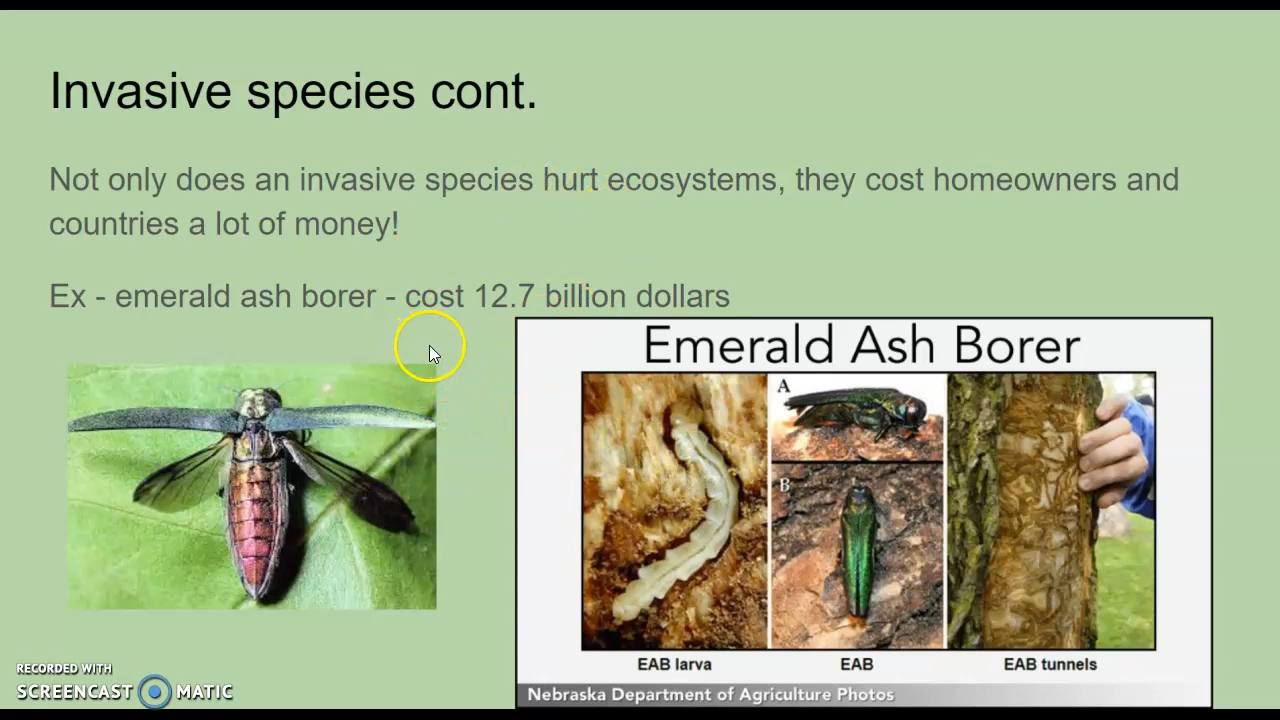 Invasive species cont.
Not only does an invasive species hurt ecosystems, they cost homeowners and
countries a lot of money!
Ex - emerald ash borer - cost 12.7 billion dollars
Emerald Ash Borer
A
B
EAB larva
EAB
EAB tunnels
Nebraska Department of Agriculture Photos
RECORDED WITH
SCREENCAST MATIC